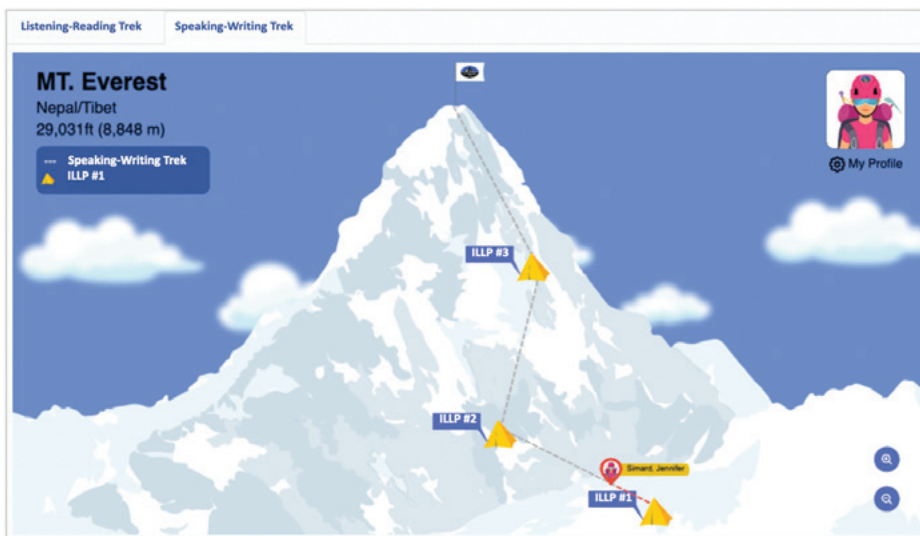 Listening-Reading Trek
Speaking-Writing Trek
MT. Everest
Nepal/Tibet
29,031ft (8,848 m)
Speaking-Writing Trek
ILLP #1
My Profile
ILLP #3
ILLP #2
Simard, Jennifer
ILLP #1